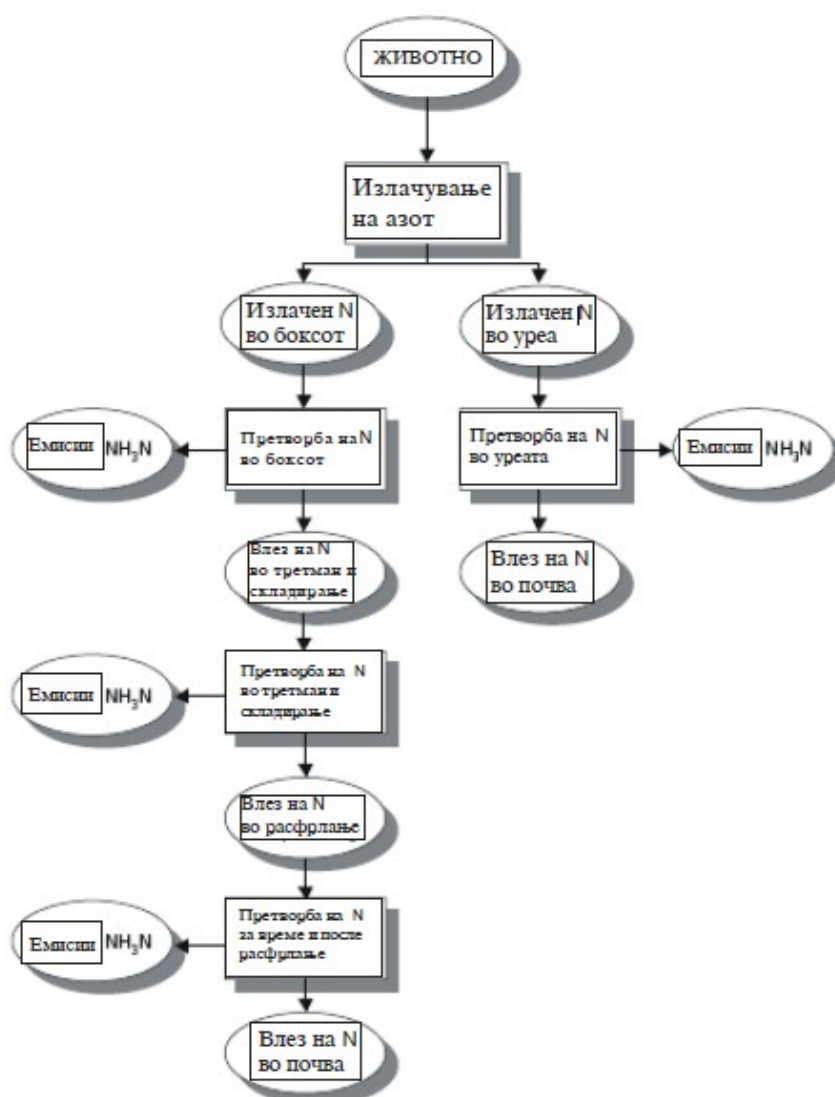 ЖИВОТНО
Излачување
на азот
Излачен N
во боксот
Излачен N
во уреа
Емисии NH₃N
Претворба на N
во боксот
Претворба на N
во уреата
Емисии NH₃N
Влез на N
во третман и
складирање
Влез на N
во почва
Емисии NH₃N
Претворба на N
во третман и
складирање
Влез на N
во расфрлање
Емисии NH₃N
Претворба на N
за време и после
расфрлање
Влез на N
во почва